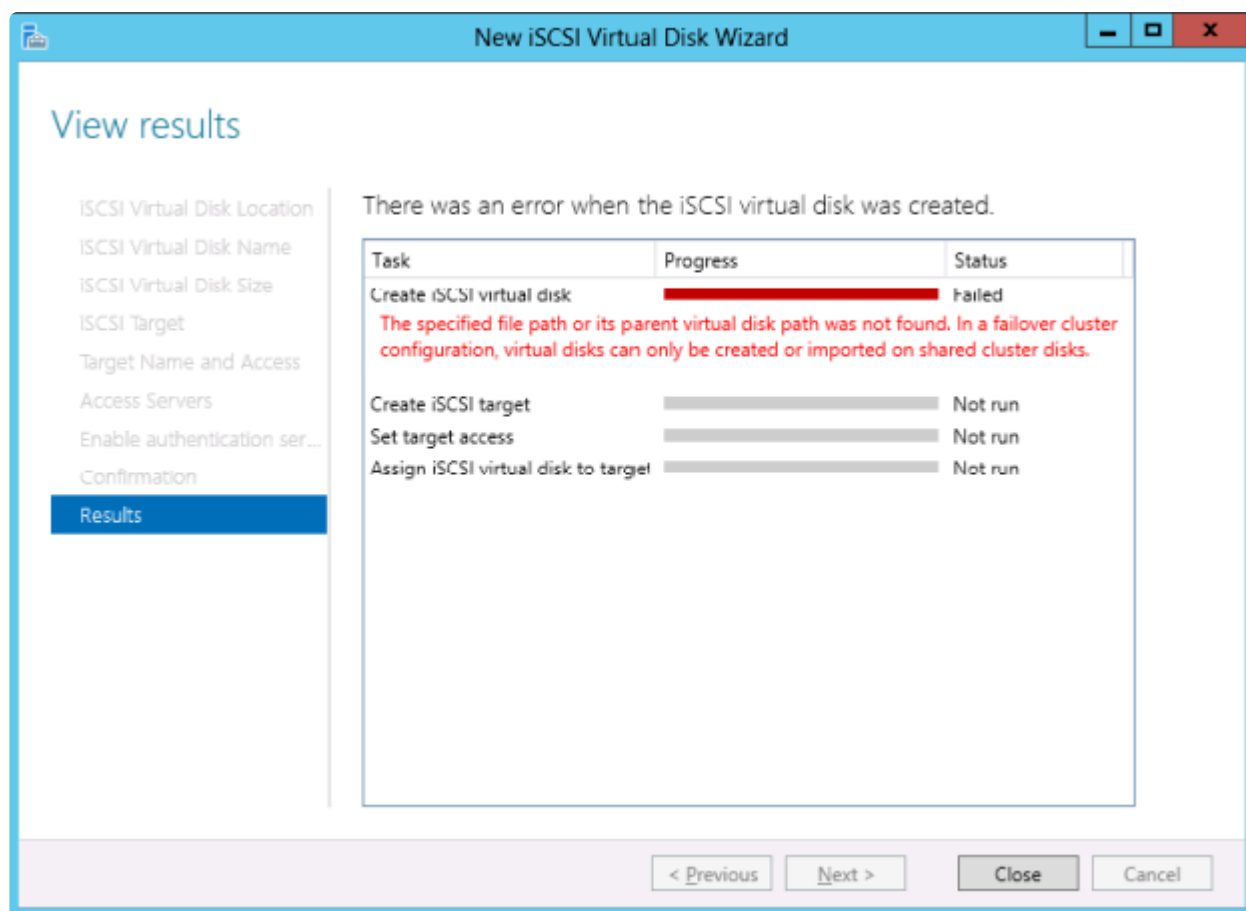 New iSCSI Virtual Disk Wizard
View results
iSCSI Virtual Disk Location
iSCSI Virtual Disk Name
iSCSI Virtual Disk Size
iSCSI Target
Target Name and Access
Access Servers
Enable authentication ser...
Confirmation
Results
There was an error when the iSCSI virtual disk was created.
Task Progress Status
Create iSCSI virtual disk Failed
The specified file path or its parent virtual disk path was not found. In a failover cluster
configuration, virtual disks can only be created or imported on shared cluster disks.
Create iSCSI target Not run
Set target access Not run
Assign iSCSI virtual disk to target Not run
< Previous Next > Close Cancel